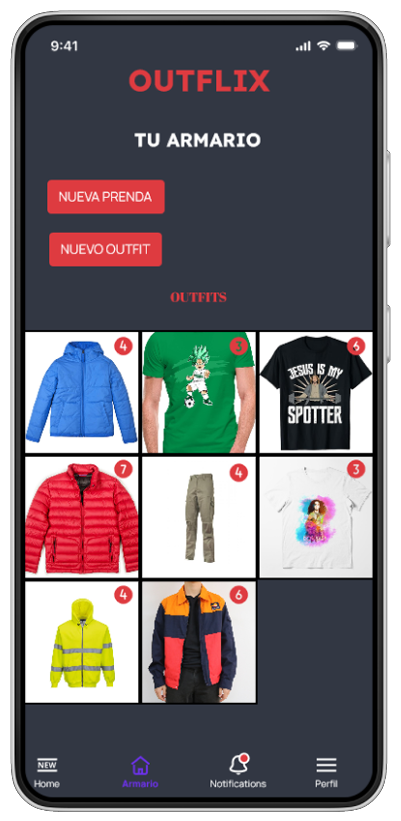 9:41
OUTFLIX
TU ARMARIO
NUEVA PRENDA
NUEVO OUTFIT
OUTFITS
4
3
JESUS IS MY
SPOTTER
7
4
3
4
6
NEW
Home
Armario
Notifications
Perfil